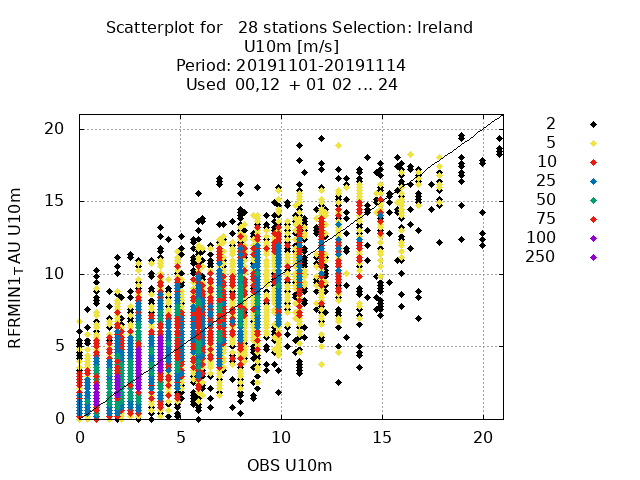 Scatterplot for 28 stations Selection: Ireland
U10m [m/s]
Period: 20191101-20191114
Used 00,12 + 01 02 ... 24
RFRMIN1T AU U10m
20
15
10
5
0
0 5 10 15 20
OBS U10m
2
5
10
25
50
75
100
250